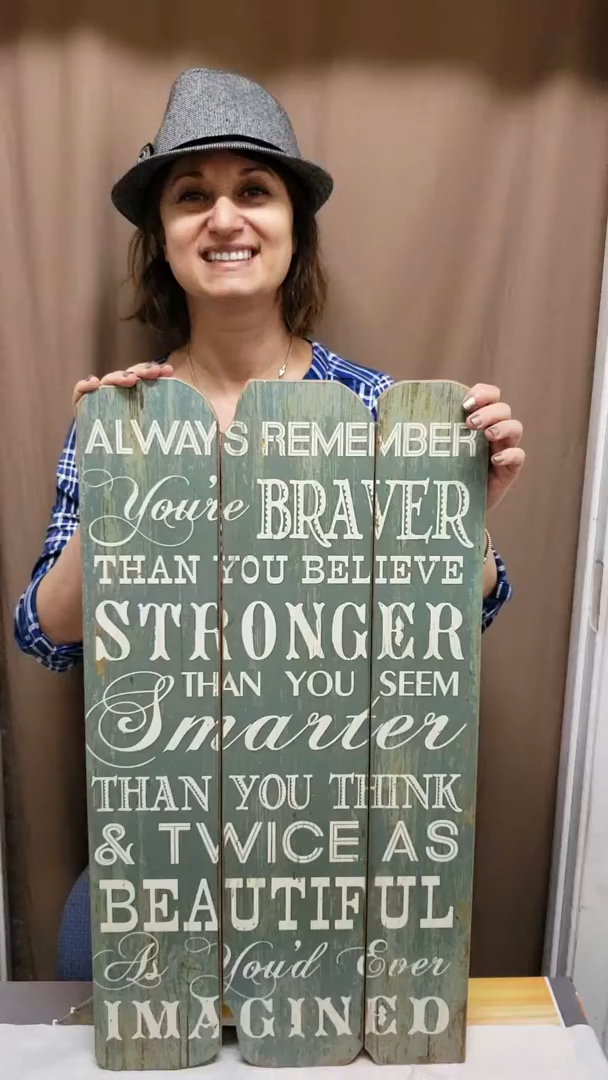 ALWAYS REMEMBER
You're BRAVER
THAN YOU BELIEVE
STRONGER
THAN YOU SEEM
Smarter
THAN YOU THINK
& TWICE AS
BEAUTIFUL
As You'd Ever
IMAGINED